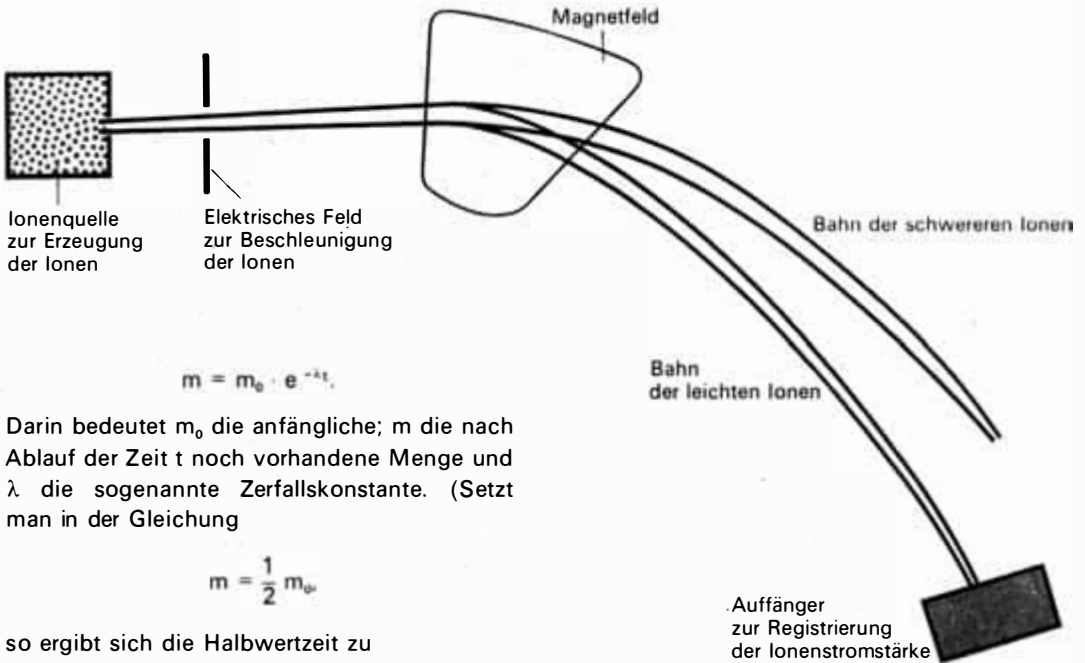 Magnetfeld
Ionenquelle
zur Erzeugung
der Ionen
Elektrisches Feld
zur Beschleunigung
der Ionen
Bahn der schwereren Ionen
Bahn
der leichten Ionen
m = m₀ · e⁻λt,
Darin bedeutet m₀ die anfängliche; m die nach
Ablauf der Zeit t noch vorhandene Menge und
λ die sogenannte Zerfallskonstante. (Setzt
man in der Gleichung
m = 1/2 m₀,
so ergibt sich die Halbwertzeit zu
Auffänger
zur Registrierung
der Ionenstromstärke